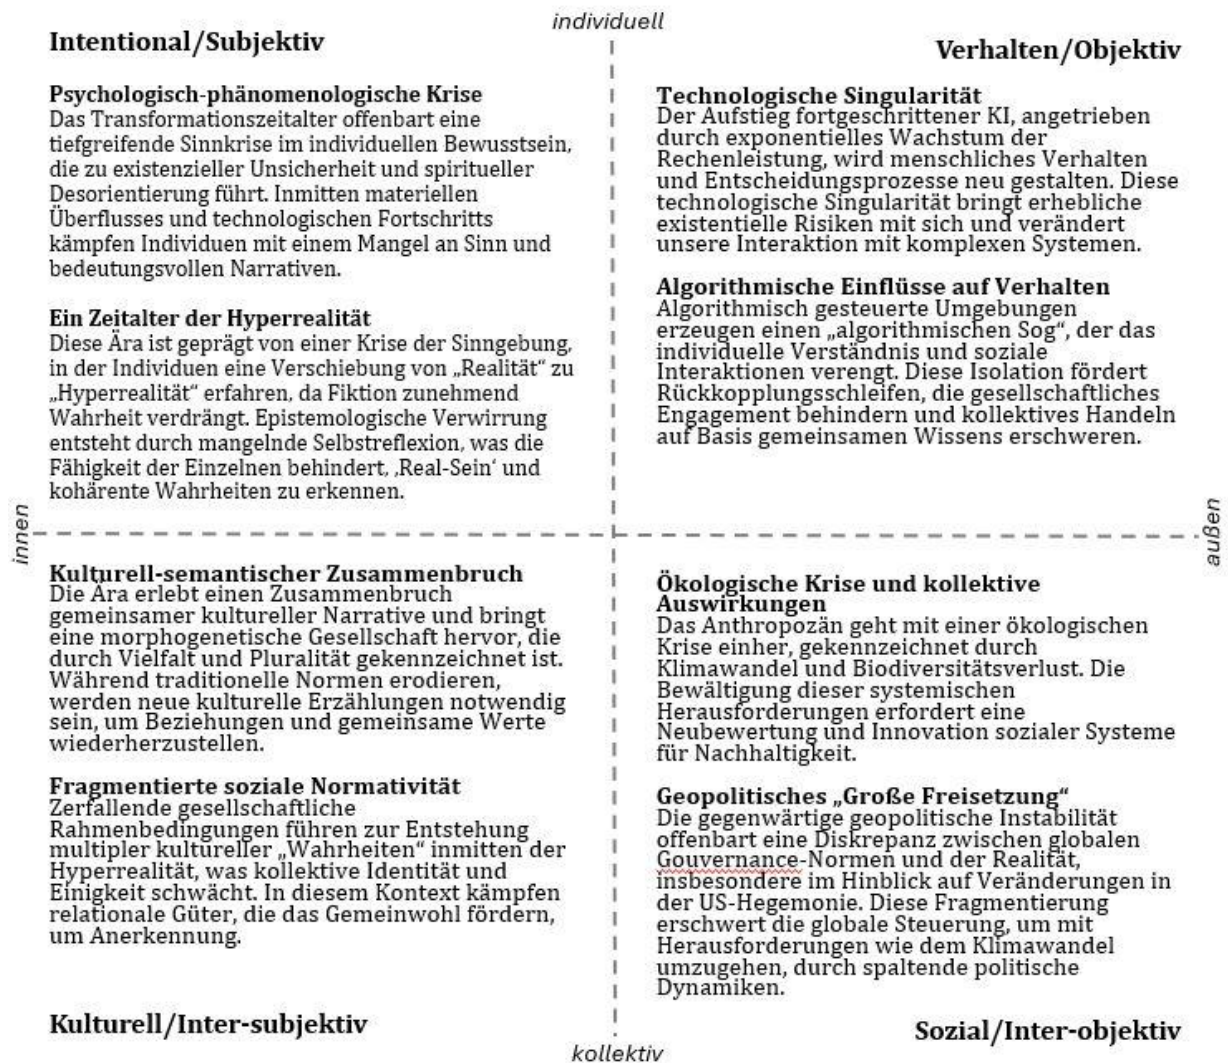 individuell
Intentional/Subjektiv
Psychologisch-phänomenologische Krise
Das Transformationszeitalter offenbart eine
tiefgreifende Sinnkrise im individuellen Bewusstsein,
die zu existenzieller Unsicherheit und spiritueller
Desorientierung führt. Inmitten materiellen
Überflusses und technologischen Fortschritts
kämpfen Individuen mit einem Mangel an Sinn und
bedeutungsvollen Narrativen.
Ein Zeitalter der Hyperrealität
Diese Ära ist geprägt von einer Krise der Sinngebung,
in der Individuen eine Verschiebung von „Realität“ zu
„Hyperrealität“ erfahren, da Fiktion zunehmend
Wahrheit verdrängt. Epistemologische Verwirrung
entsteht durch mangelnde Selbstreflexion, was die
Fähigkeit der Einzelnen behindert, ‚Real-Sein‘ und
kohärente Wahrheiten zu erkennen.
Verhalten/Objektiv
Technologische Singularität
Der Aufstieg fortgeschrittener KI, angetrieben
durch exponentielles Wachstum der
Rechenleistung, wird menschliches Verhalten
und Entscheidungsprozesse neu gestalten. Diese
technologische Singularität bringt erhebliche
existentielle Risiken mit sich und verändert
unsere Interaktion mit komplexen Systemen.
Algorithmische Einflüsse auf Verhalten
Algorithmisch gesteuerte Umgebungen
erzeugen einen „algorithmischen Sog“, der das
individuelle Verständnis und soziale
Interaktionen verengt. Diese Isolation fördert
Rückkopplungsschleifen, die gesellschaftliches
Engagement behindern und kollektives Handeln
auf Basis gemeinsamen Wissens erschweren.
innen
außen
Kulturell-semantischer Zusammenbruch
Die Ära erlebt einen Zusammenbruch
gemeinsamer kultureller Narrative und bringt
eine morphogenetische Gesellschaft hervor, die
durch Vielfalt und Pluralität gekennzeichnet ist.
Während traditionelle Normen erodieren,
werden neue kulturelle Erzählungen notwendig
sein, um Beziehungen und gemeinsame Werte
wiederherzustellen.
Fragmentierte soziale Normativität
Zerfallende gesellschaftliche
Rahmenbedingungen führen zur Entstehung
multipler kultureller „Wahrheiten“ inmitten der
Hyperrealität, was kollektive Identität und
Einigkeit schwächt. In diesem Kontext kämpfen
relationale Güter, die das Gemeinwohl fördern,
um Anerkennung.
Kulturell/Inter-subjektiv
Ökologische Krise und kollektive
Auswirkungen
Das Anthropozän geht mit einer ökologischen
Krise einher, gekennzeichnet durch
Klimawandel und Biodiversitätsverlust. Die
Bewältigung dieser systemischen
Herausforderungen erfordert eine
Neubewertung und Innovation sozialer Systeme
für Nachhaltigkeit.
Geopolitisches „Große Freisetzung“
Die gegenwärtige geopolitische Instabilität
offenbart eine Diskrepanz zwischen globalen
Gouvernance-Normen und der Realität,
insbesondere im Hinblick auf Veränderungen in
der US-Hegemonie. Diese Fragmentierung
erschwert die globale Steuerung, um mit
Herausforderungen wie dem Klimawandel
umzugehen, durch spaltende politische
Dynamiken.
Sozial/Inter-objektiv
kollektiv